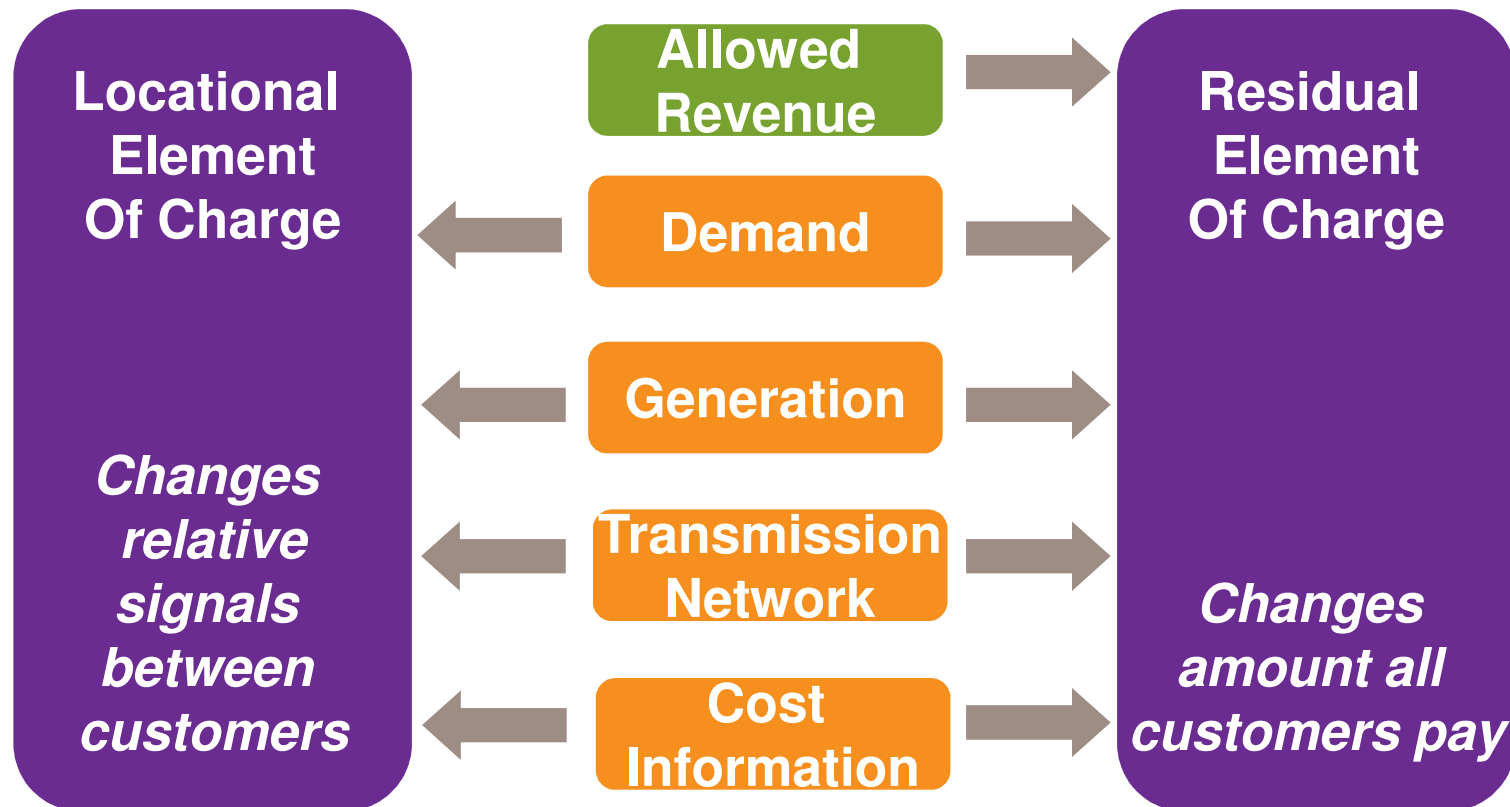 Locational
Element
Of Charge
Changes
relative
signals
between
customers
Allowed
Revenue
Demand
Generation
Transmission
Network
Cost
Information
Residual
Element
Of Charge
Changes
amount all
customers pay